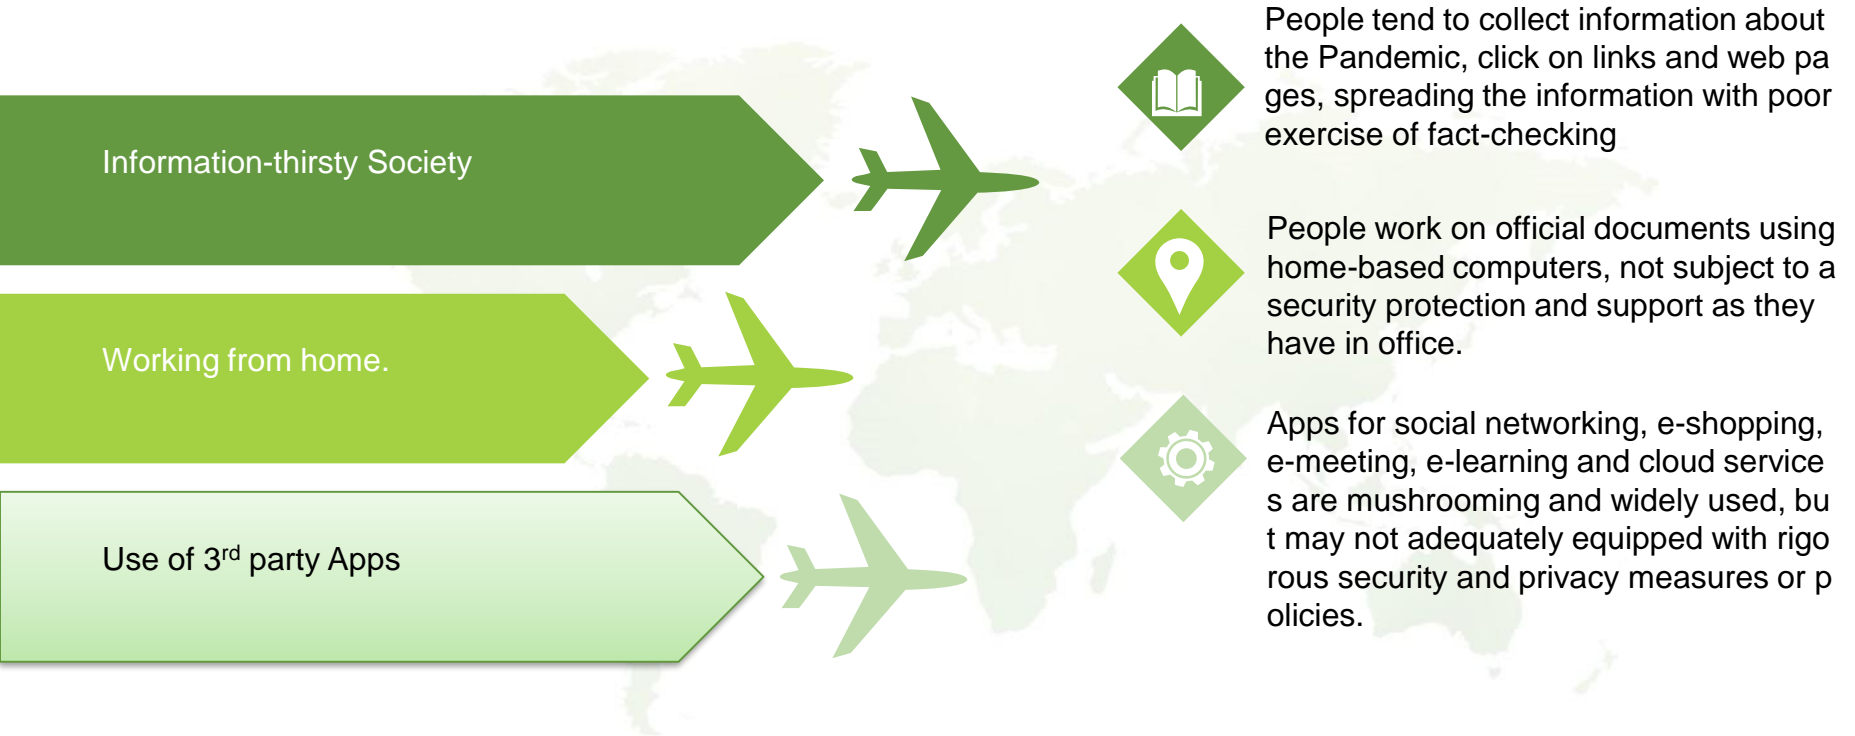 Information-thirsty Society
Working from home.
Use of 3rd party Apps
People tend to collect information about
the Pandemic, click on links and web pa
ges, spreading the information with poor
exercise of fact-checking
People work on official documents using
home-based computers, not subject to a
security protection and support as they
have in office.
Apps for social networking, e-shopping,
e-meeting, e-learning and cloud service
s are mushrooming and widely used, bu
t may not adequately equipped with rigo
rous security and privacy measures or p
olicies.